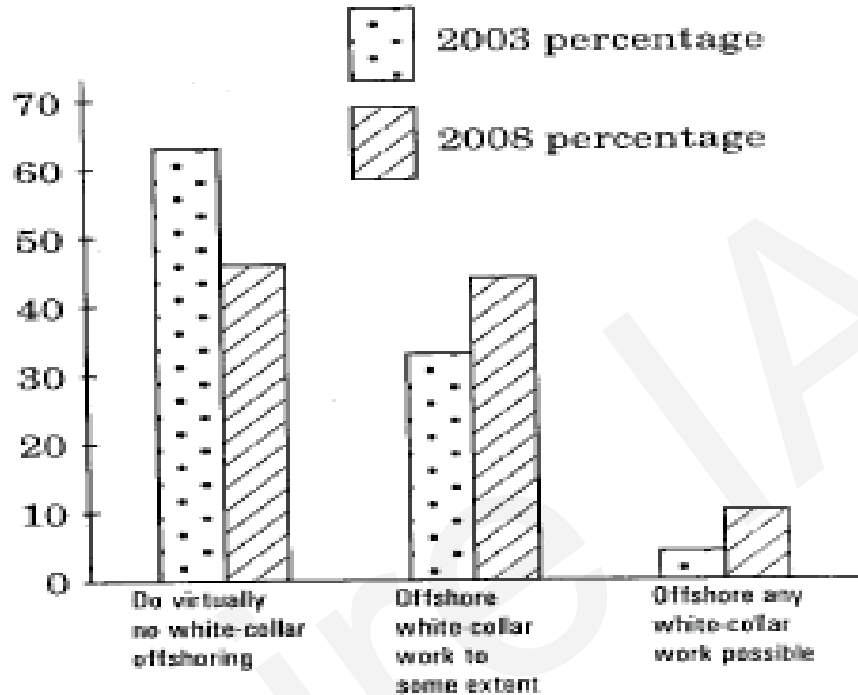 2003 percentage
2008 percentage
70
60
50
40
30
20
10
0
Do virtually
no white-collar
offshoring
Offshore
white-collar
work to
some extent
Offshore any
white-collar
work possible